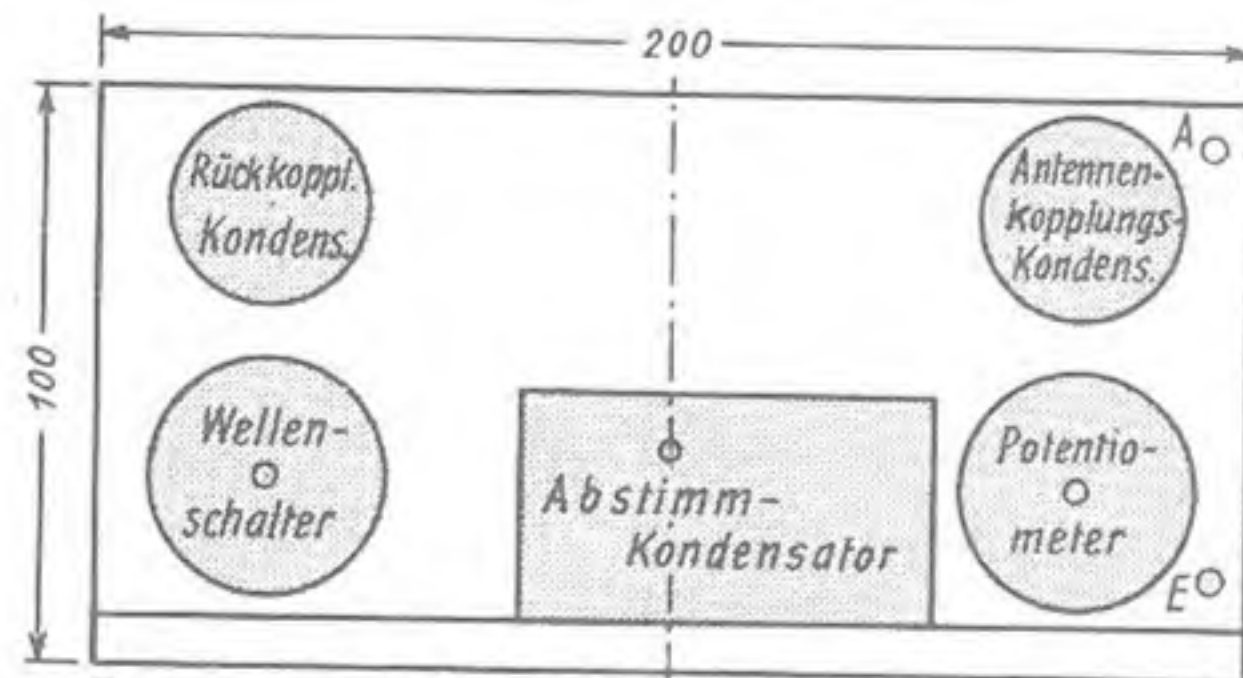 200
100
Rückkoppl.
Kondens.
Antennen-
kopplungs-
Kondens.
A
Wellen-
schalter
Abstimm-
Kondensator
Potentio-
meter
E